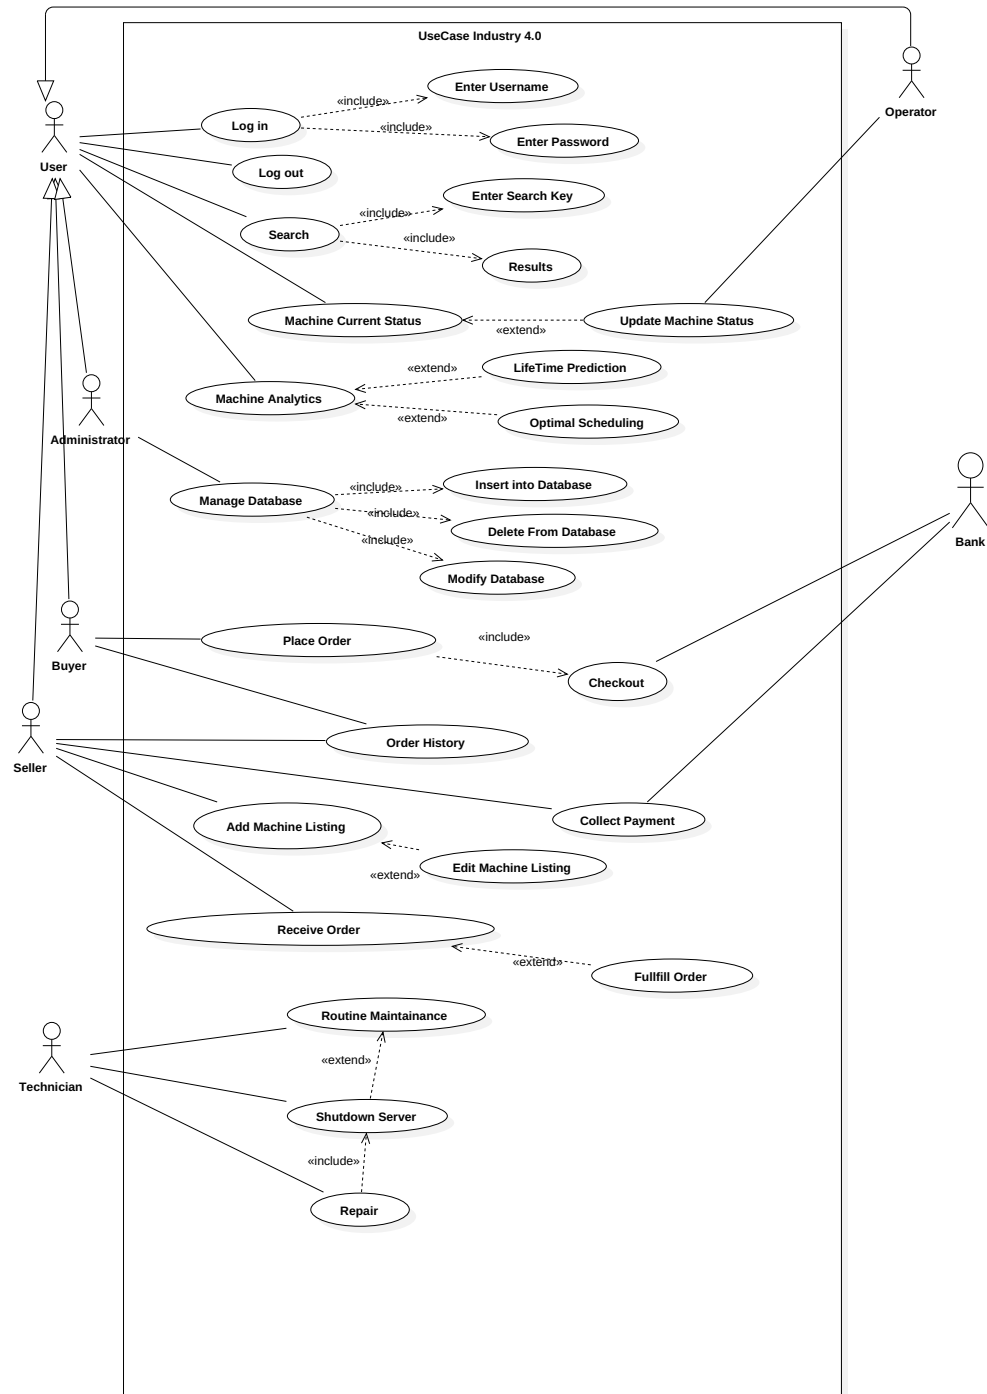 UseCase Industry 4.0
Enter Username
«include»
Operator
Log in
«include»
Enter Password
User
Log out
Enter Search Key
«include»
Search
«include»
Results
Machine Current Status
Update Machine Status
«extend»
LifeTime Prediction
«extend»
Machine Analytics
«extend»
Optimal Scheduling
Administrator
Insert into Database
«include»
Manage Database
«include»
Delete From Database
«include»
Bank
Modify Database
Place Order
«include»
Buyer
Checkout
Order History
Seller
Collect Payment
Add Machine Listing
Edit Machine Listing
«extend»
Receive Order
«extend»
Fullfill Order
Routine Maintainance
«extend»
Technician
Shutdown Server
«include»
Repair